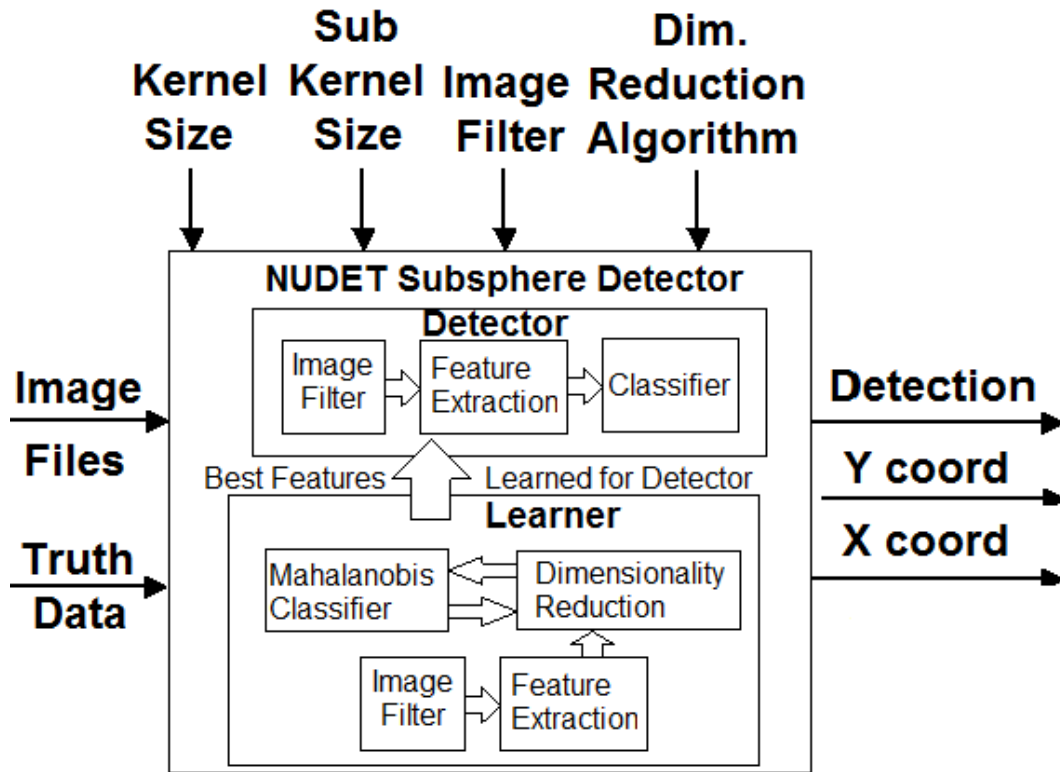 Kernel
Size
Sub
Kernel
Size
Image
Filter
Dim.
Reduction
Algorithm
NUDET Subsphere Detector
Detector
Image
Filter
Feature
Extraction
Classifier
Image
Files
Truth
Data
Detection
Y coord
X coord
Best Features
Learned for Detector
Learner
Mahalanobis
Classifier
Dimensionality
Reduction
Image
Filter
Feature
Extraction